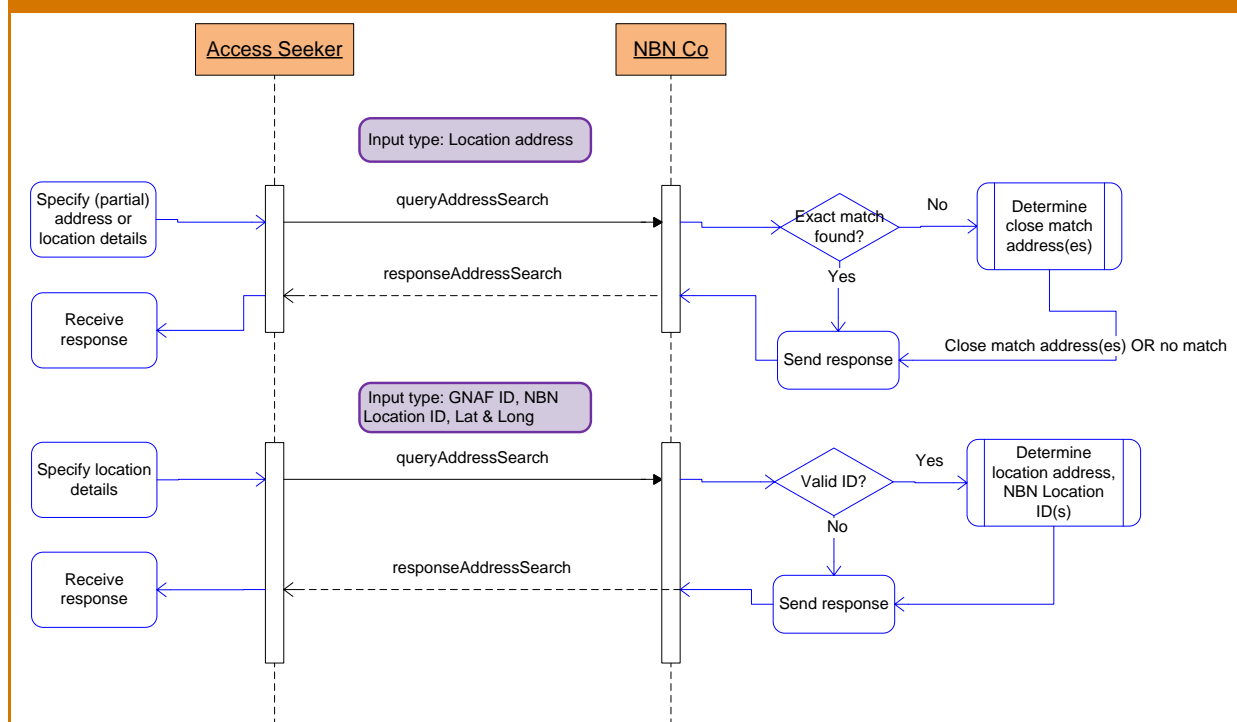 Access Seeker
NBN Co
Input type: Location address
Specify (partial)
address or
location details
queryAddressSearch
Exact match
found?
No
Determine
close match
address(es)
Yes
responseAddressSearch
Receive
response
Send response
Close match address(es) OR no match
Input type: GNAF ID, NBN
Location ID, Lat & Long
Specify location
details
queryAddressSearch
Valid ID?
Yes
Determine
location address,
NBN Location
ID(s)
No
responseAddressSearch
Receive
response
Send response